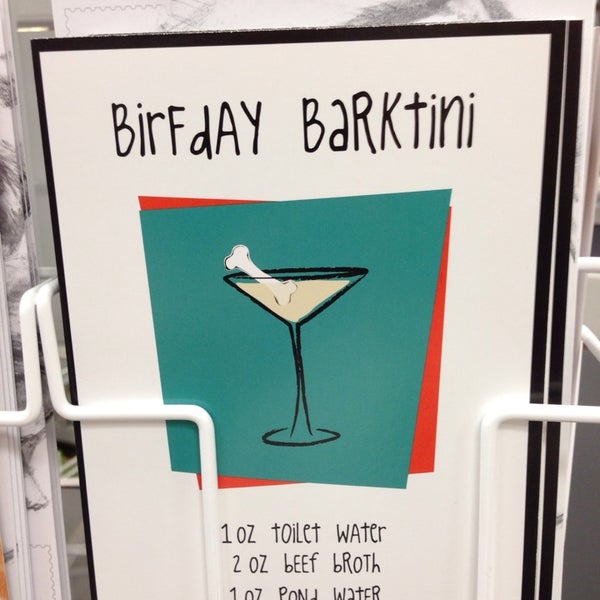 BirFdAY BaRKtini
1 oz toilet water
2 oz beef broth
1 oz pond water